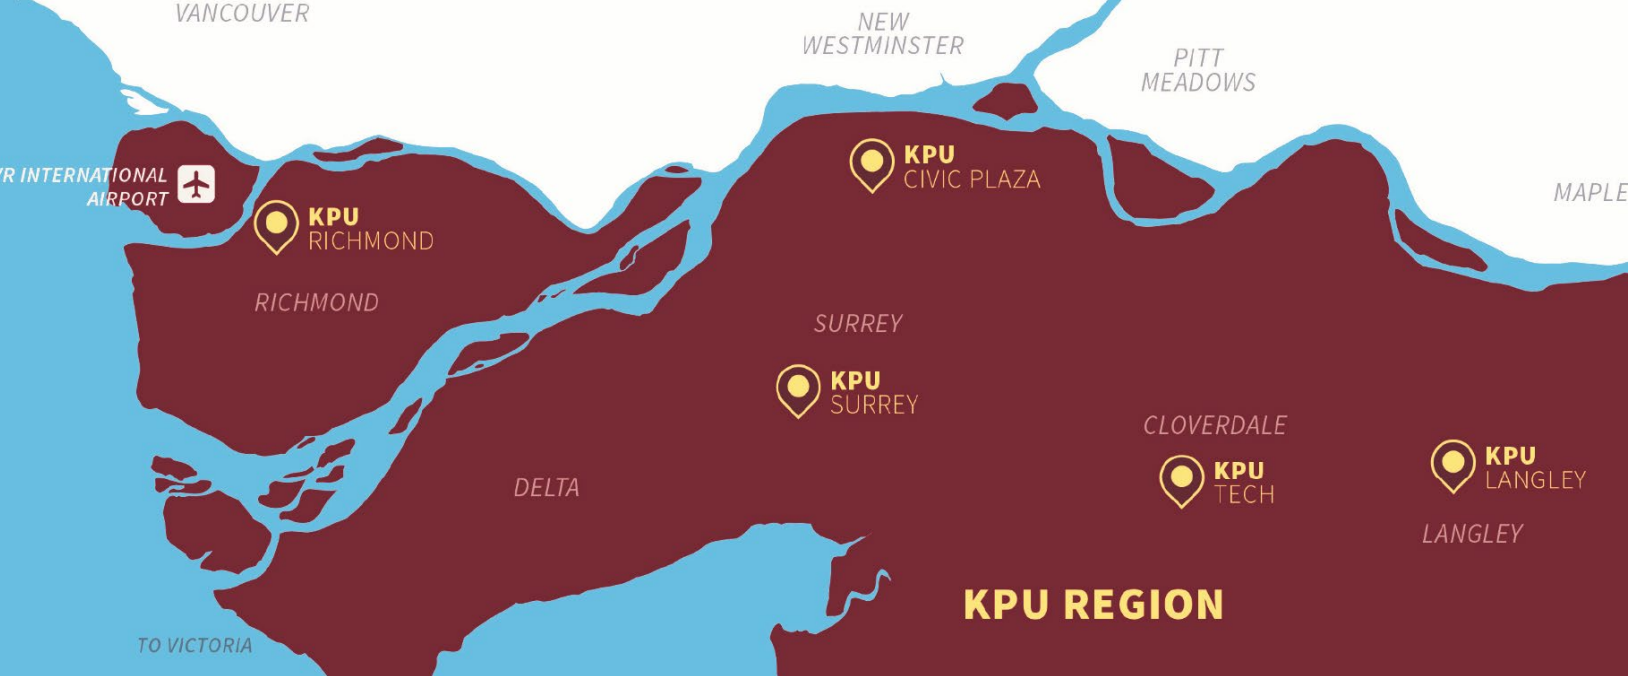 VANCOUVER
NEW
WESTMINSTER
PITT
MEADOWS
R INTERNATIONAL
AIRPORT
KPU
RICHMOND
RICHMOND
KPU
CIVIC PLAZA
MAPLE
SURREY
KPU
SURREY
CLOVERDALE
KPU
TECH
KPU
LANGLEY
LANGLEY
DELTA
KPU REGION
TO VICTORIA